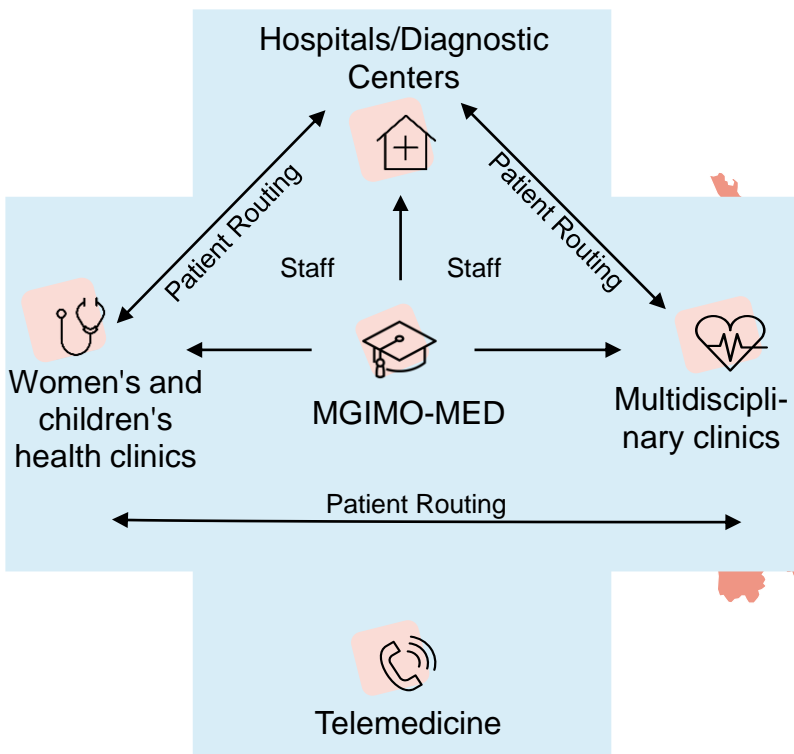 Hospitals/Diagnostic
Centers
Patient Routing
Patient Routing
Staff
Staff
Women's and
children's
health clinics
MGIMO-MED
Multidiscipli-
nary clinics
Patient Routing
Telemedicine